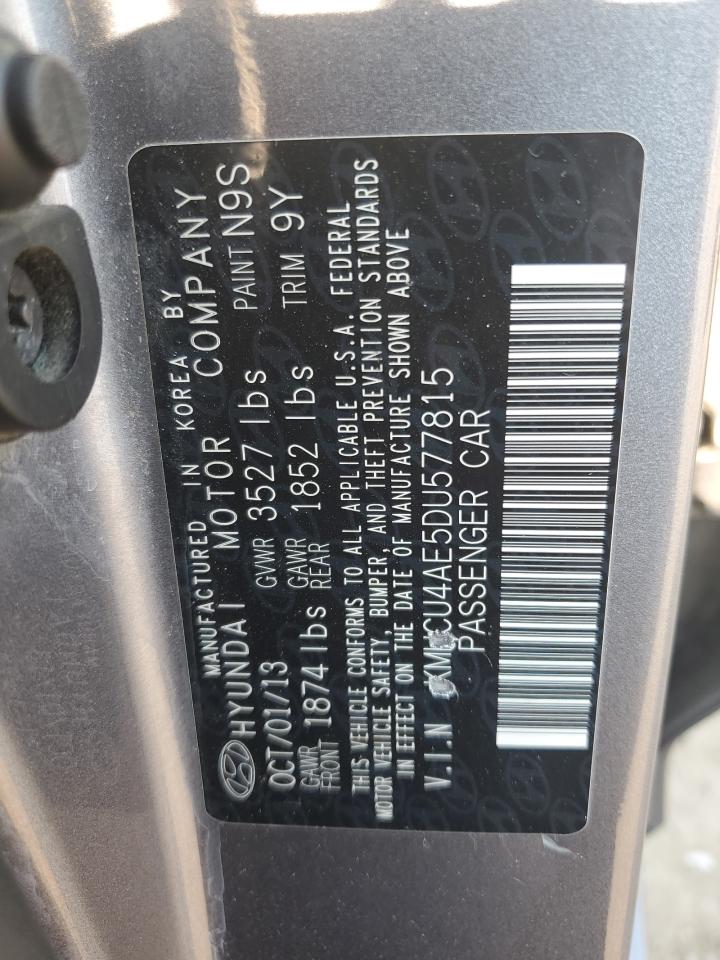 MANUFACTURED IN KOREA BY
HYUNDAI MOTOR COMPANY
OCT/01/13 GVWR 3527 lbs PAINT N9S
GAWR FRONT 1874 lbs GAWR REAR 1852 lbs TRIM 9Y
THIS VEHICLE CONFORMS TO ALL APPLICABLE U.S.A. FEDERAL
MOTOR VEHICLE SAFETY, BUMPER, AND THEFT PREVENTION STANDARDS
IN EFFECT ON THE DATE OF MANUFACTURE SHOWN ABOVE
V.I.N KMHCU4AE5DU577815
PASSENGER CAR